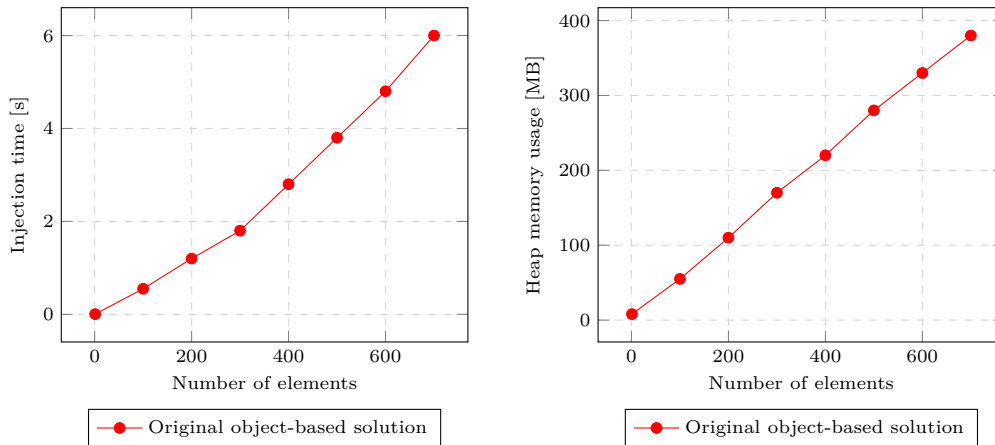 6
4
2
0
Injection time [s]
0 200 400 600
Number of elements
Original object-based solution
400
300
200
100
0
Heap memory usage [MB]
0 200 400 600
Number of elements
Original object-based solution